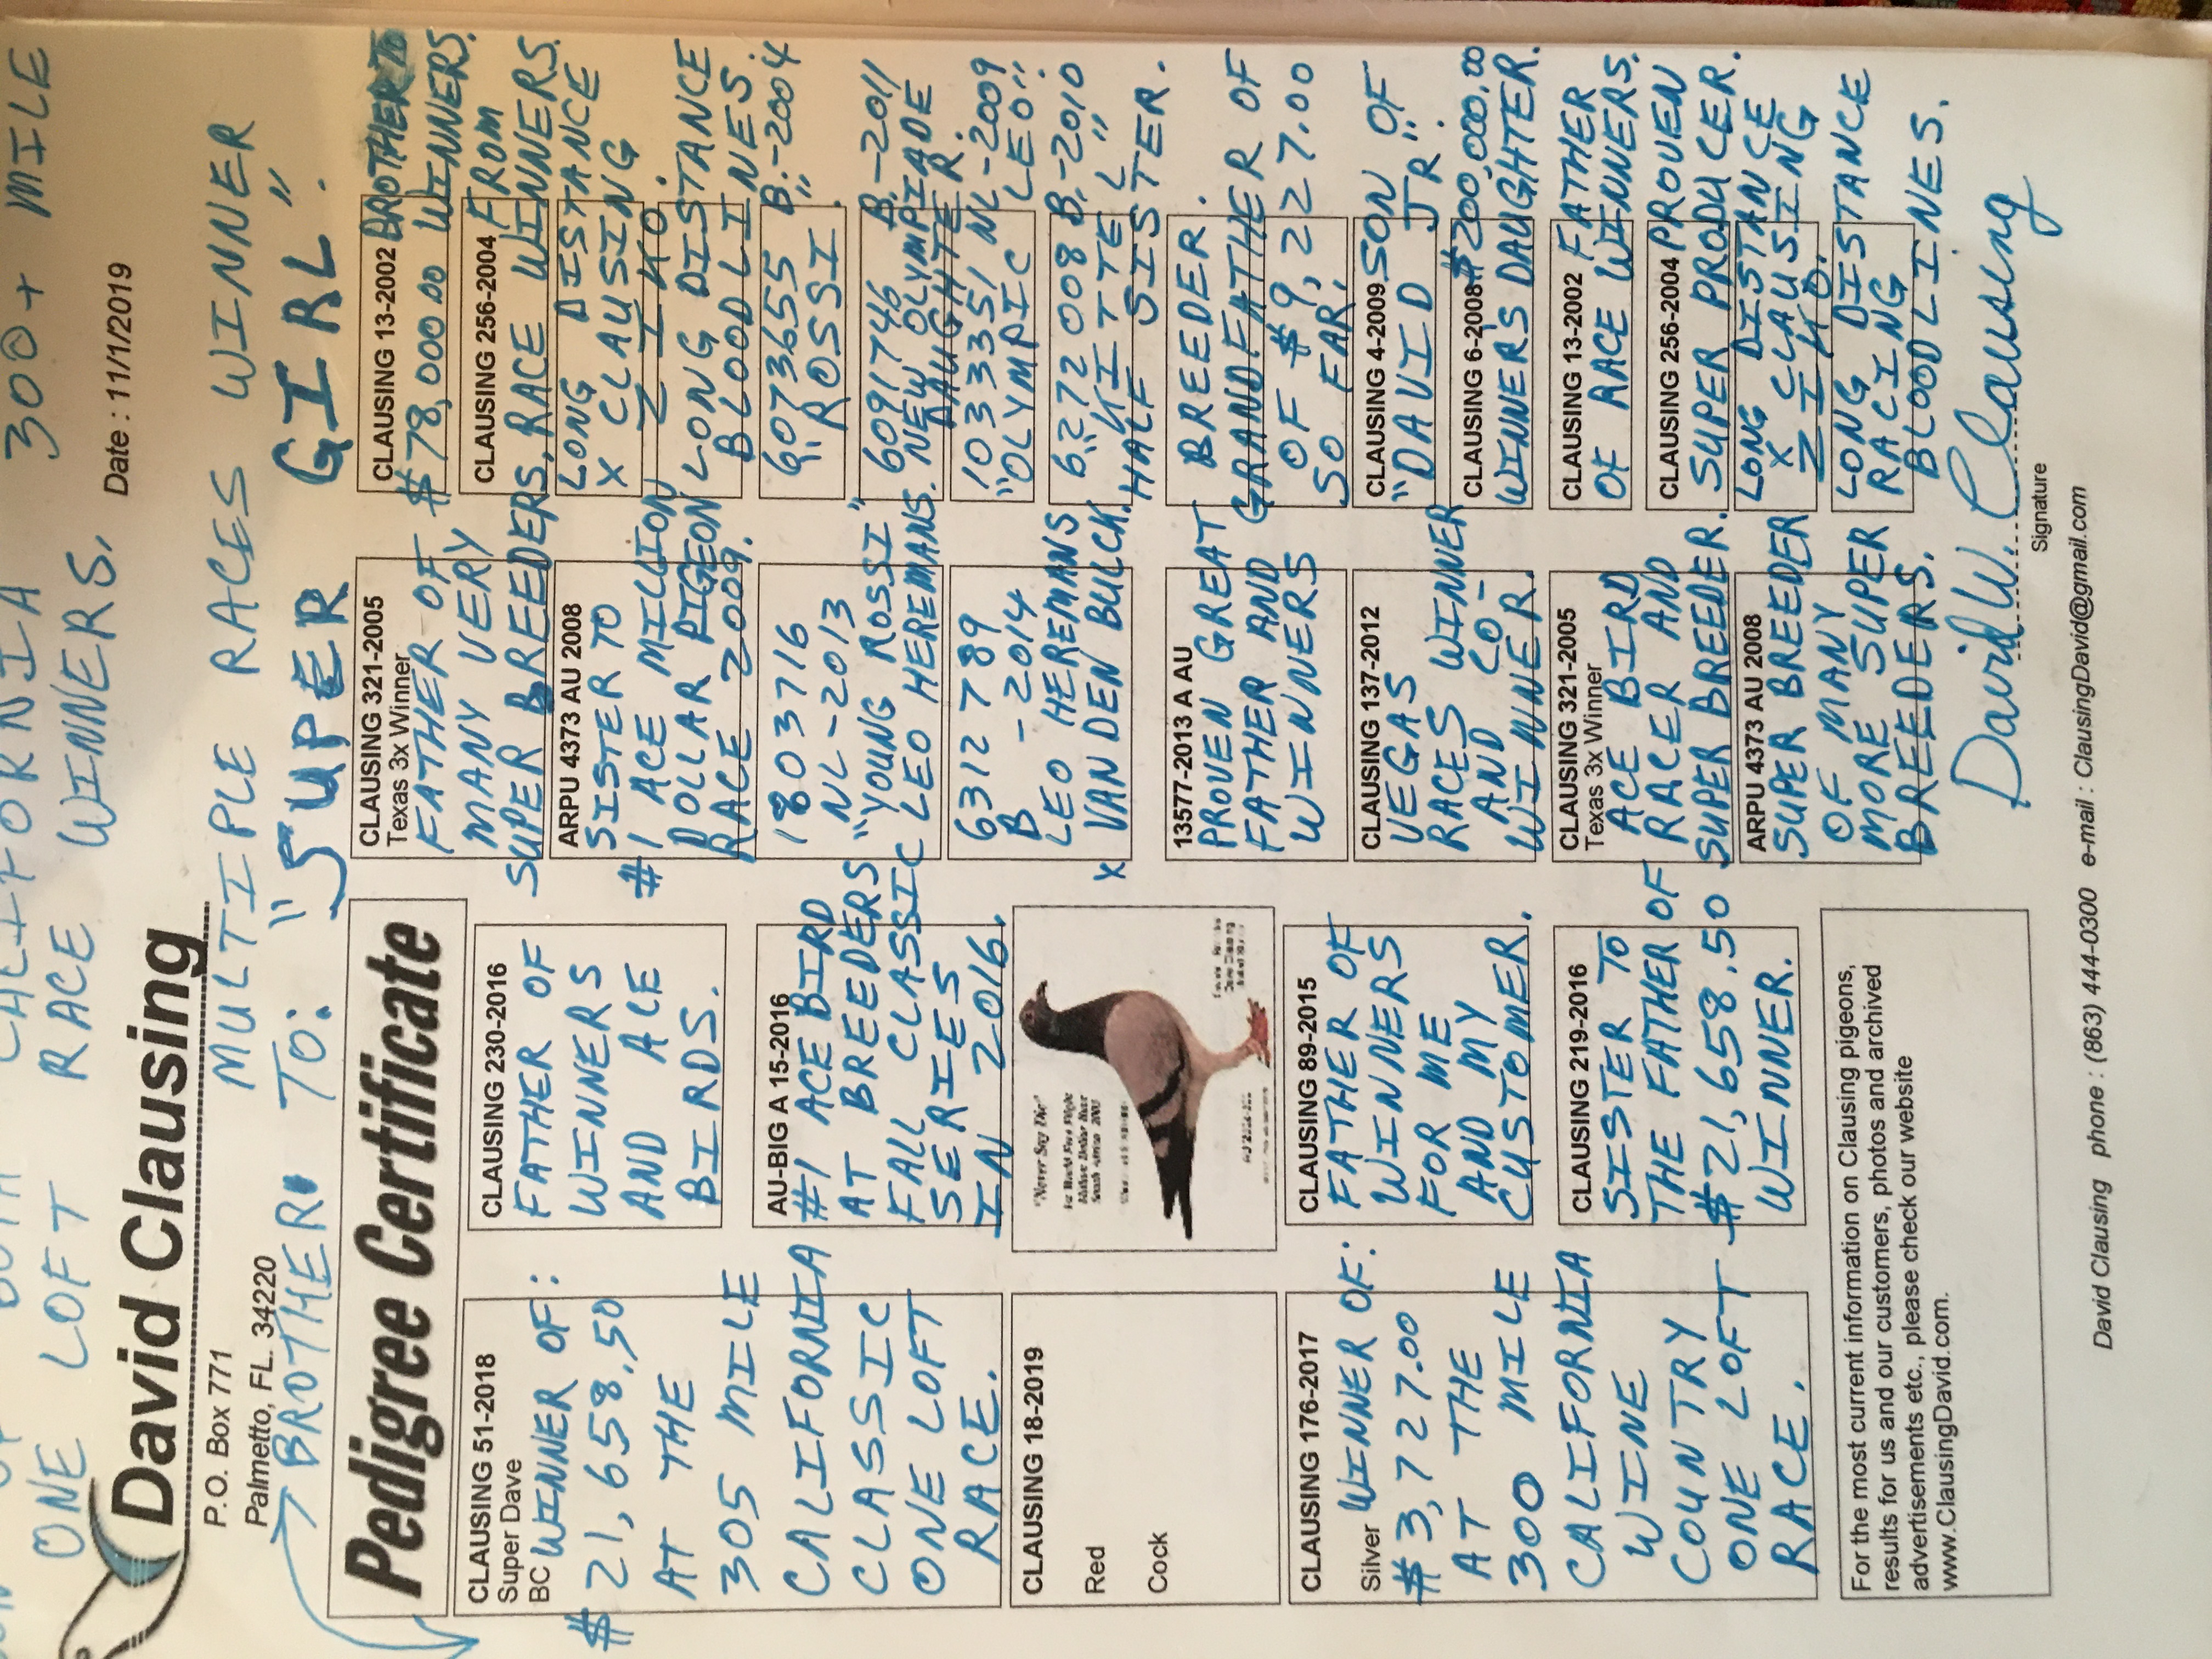 ONE LOFT RACE WINNERS.
CALIFORNIA 300+ MILE
David Clausing
P.O. Box 771
Palmetto, FL. 34220
Date : 11/1/2019
MULTIPLE RACES WINNER
BROTHER TO: "SUPER GIRL."
Pedigree Certificate
CLAUSING 51-2018
Super Dave
BC WINNER OF:
$21,658.50
AT THE
305 MILE
CALIFORNIA
CLASSIC
ONE LOFT
RACE.
CLAUSING 18-2019
Red
Cock
CLAUSING 176-2017
Silver WINNER OF:
$3,727.00
AT THE
300 MILE
CALIFORNIA
WINE
COUNTRY
ONE LOFT
RACE.
CLAUSING 230-2016
FATHER OF
WINNERS
AND ACE
BIRDS.
AU-BIG A 15-2016
#1 ACE BIRD
AT BREEDERS
FALL CLASSIC
SERIES
IN 2016.
"Never Say Die"
CLAUSING 89-2015
FATHER OF
WINNERS
FOR ME
AND MY
CUSTOMER.
CLAUSING 219-2016
SISTER TO
THE FATHER OF
$21,658.50
WINNER.
CLAUSING 321-2005
Texas 3x Winner
FATHER OF
MANY VERY
SUPER BREEDERS,
ARPU 4373 AU 2008
SISTER TO
#1 ACE MILLION
DOLLAR PIGEON
RACE 2009.
1803716
NL-2013
"YOUNG ROSSI"
LEO HEREMANS.
6312789
B-2014
LEO HEREMANS
X VAN DEN BULCK.
13577-2013 A AU
PROVEN GREAT
FATHER AND
WINNERS
CLAUSING 137-2012
VEGAS
RACES WINNER
AND CO-
WINNER.
CLAUSING 321-2005
Texas 3x Winner
ACE BIRD
RACER AND
SUPER BREEDER.
ARPU 4373 AU 2008
SUPER BREEDER
OF MANY
MORE SUPER
BREEDERS.
CLAUSING 13-2002 BROTHER TO
$78,000.00 WINNERS.
CLAUSING 256-2004 FROM
RACE WINNERS.
LONG DISTANCE
X CLAUSING
ZIKO.
LONG DISTANCE
BLOODLINES.
6073655 B.-2004
"ROSSI".
6091746 B.-2011
NEW OLYMPIADE
DAUGHTER.
1033351 NL-2009
"OLYMPIC LEO".
6272008 B.-2010
"KITTEL"
HALF SISTER.
BREEDER.
GRANDFATHER OF
OF $9,227.00
SO FAR.
CLAUSING 4-2009 SON OF
"DAVID JR".
CLAUSING 6-2008 $200,000.00
WINNERS DAUGHTER.
CLAUSING 13-2002 FATHER
OF RACE WINNERS.
CLAUSING 256-2004 PROVEN
SUPER PRODUCER.
LONG DISTANCE
X CLAUSING
ZIKO.
LONG DISTANCE
RACING
BLOODLINES.
For the most current information on Clausing pigeons,
results for us and our customers, photos and archived
advertisements etc., please check our website
www.ClausingDavid.com.
David W. Clausing
Signature
David Clausing phone : (863) 444-0300 e-mail : ClausingDavid@gmail.com